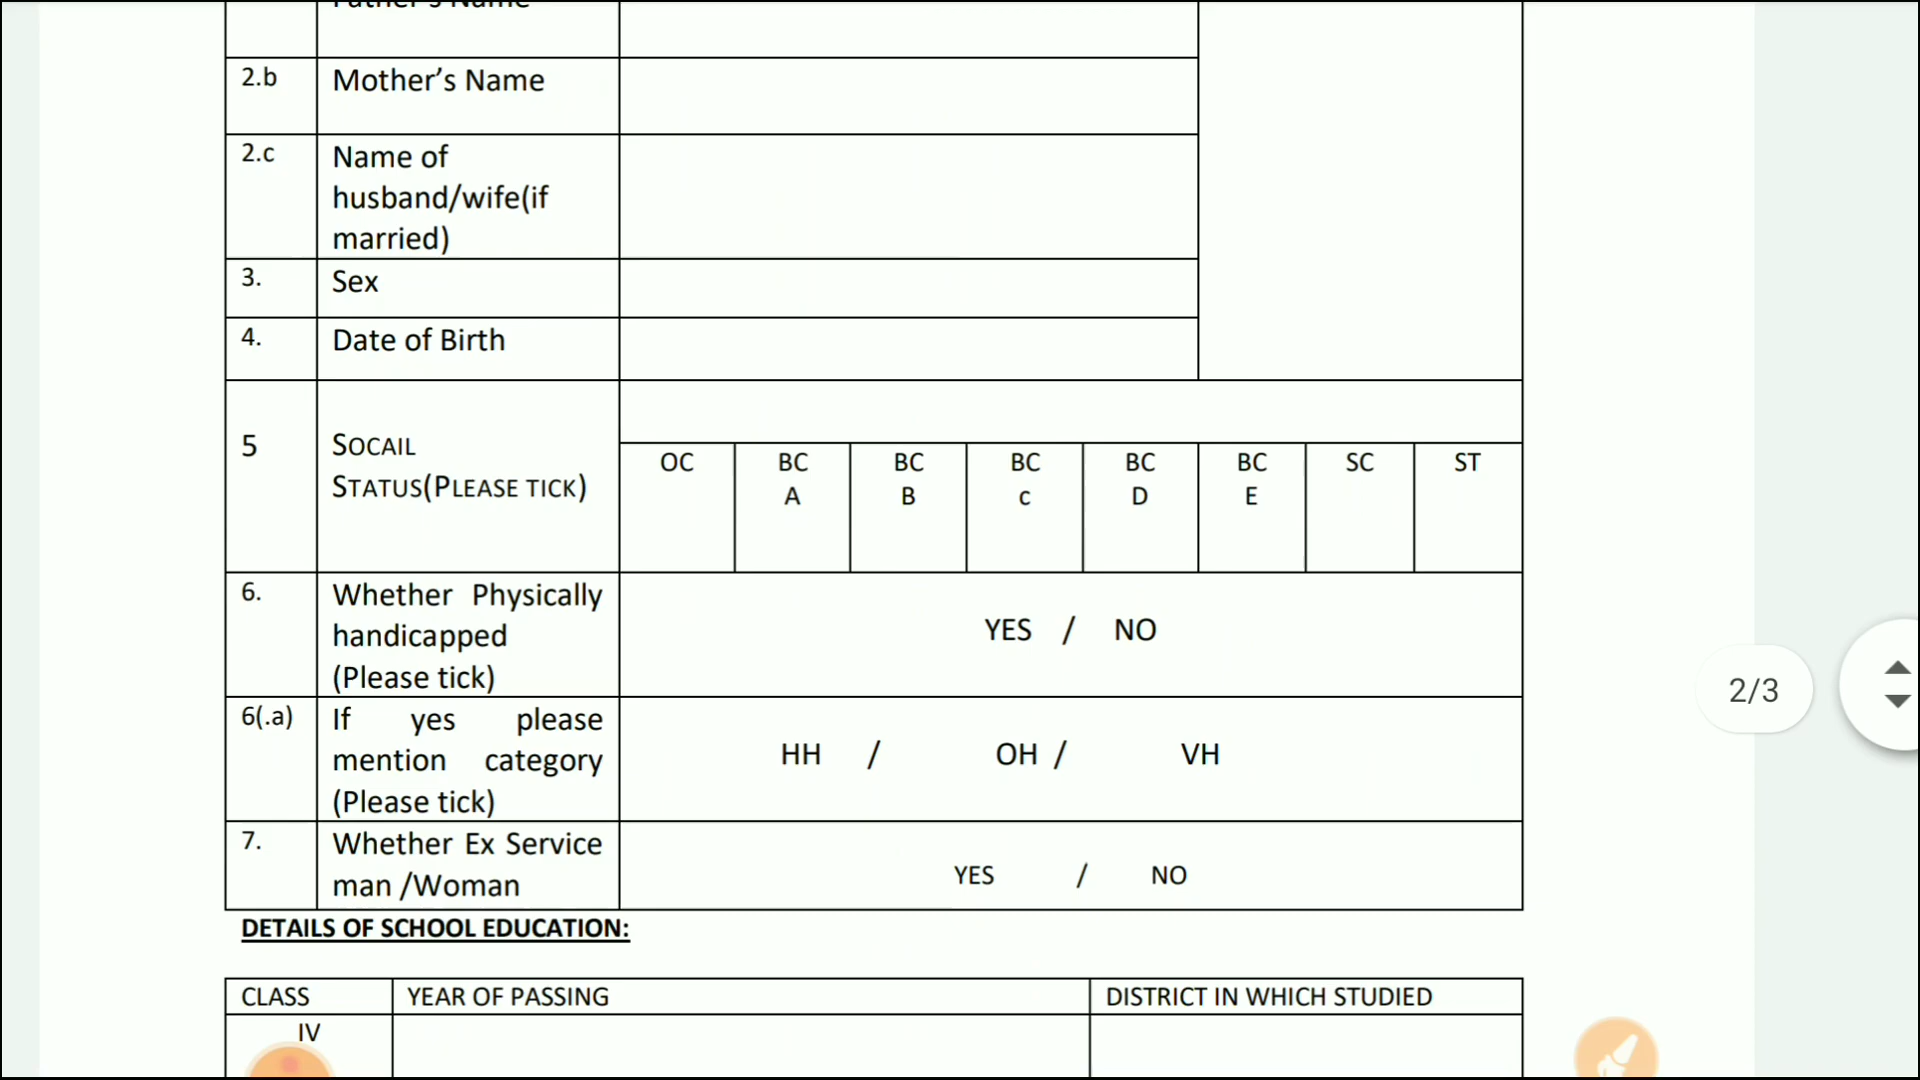 Father's Name
2.b Mother’s Name
2.c Name of
husband/wife(if
married)
3. Sex
4. Date of Birth
5 SOCAIL
STATUS(PLEASE TICK)
OC BC BC BC BC BC SC ST
A B c D E
6. Whether Physically
handicapped
(Please tick)
YES / NO
6(.a) If yes please
mention category
(Please tick)
HH / OH / VH
7. Whether Ex Service
man /Woman
YES / NO
2/3
DETAILS OF SCHOOL EDUCATION:
CLASS YEAR OF PASSING DISTRICT IN WHICH STUDIED
IV